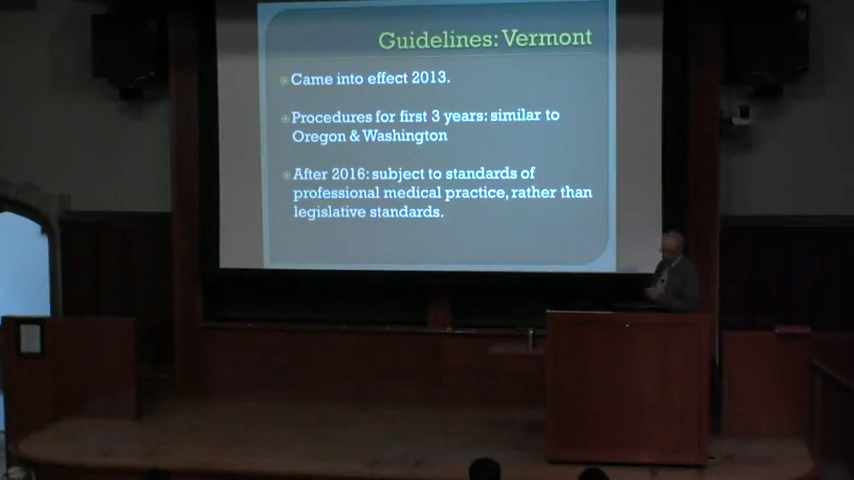 Guidelines: Vermont
Came into effect 2013.
Procedures for first 3 years: similar to
Oregon & Washington
After 2016: subject to standards of
professional medical practice, rather than
legislative standards.